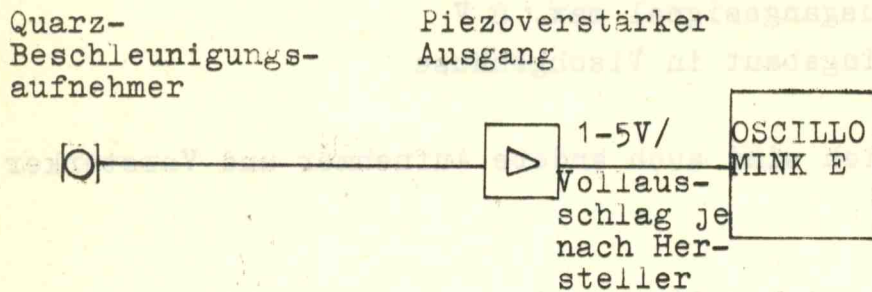 Quarz-
Beschleunigungs-
aufnehmer
Piezoverstärker
Ausgang
1-5V/
Vollaus-
schlag je
nach Her-
steller
OSCILLO
MINK E